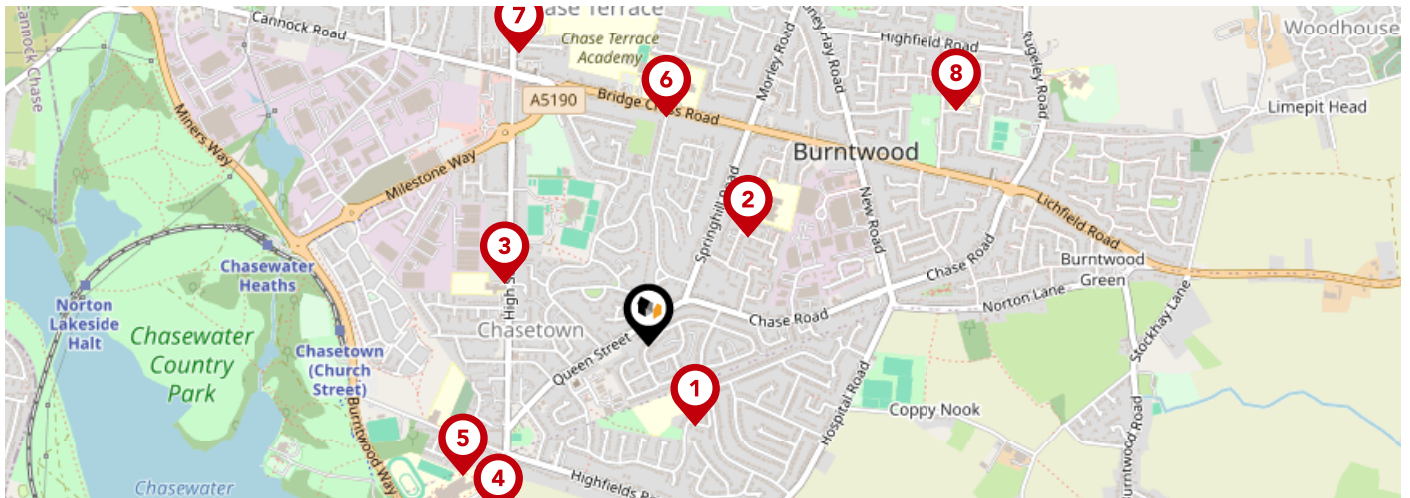 Cannock Road
Cannock Chase
7
Chase Terrace
Chase Terrace
Academy
6
A5190
Bridge Cross Road
Morley Road
Highfield Road
Rugeley Road
8
Woodhouse
Limepit Head
Miners Way
Milestone Way
Burntwood
2
Springhill Road
New Road
Lichfield Road
3
Chasewater
Heaths
Norton
Lakeside
Halt
Chasewater
Country
Park
Chasetown
(Church
Street)
Chasetown
Queen Street
Chase Road
Chase Road
Burntwood
Green
Norton Lane
Stockhay Lane
1
Hospital Road
Coppy Nook
Burntwood Road
Burntwood Way
5
4
Highfields
Chasewater